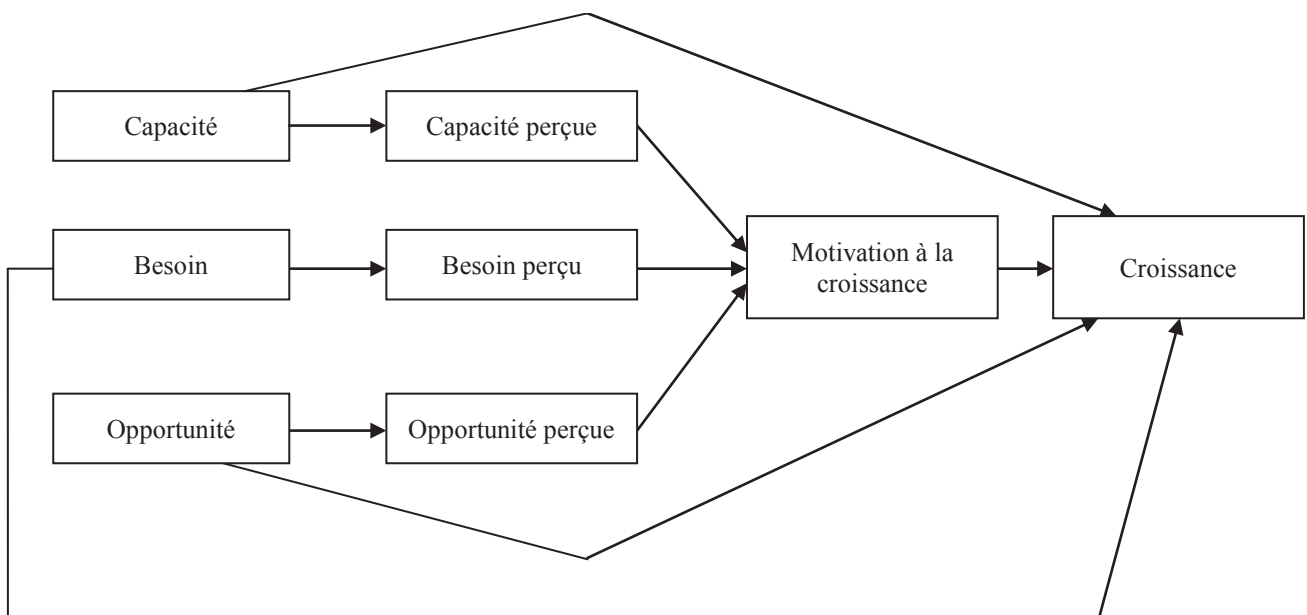 Capacité
Capacité perçue
Besoin
Besoin perçu
Motivation à la
croissance
Croissance
Opportunité
Opportunité perçue